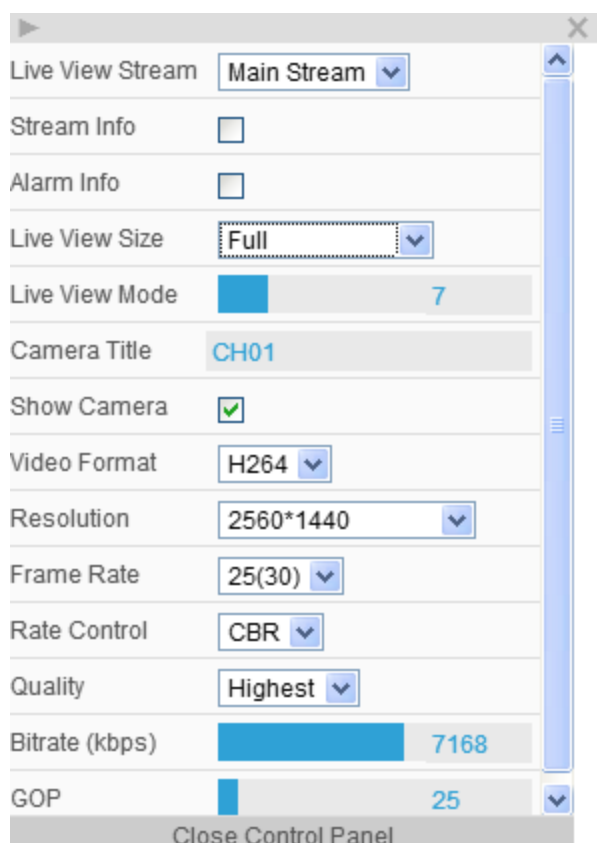 Live View Stream Main Stream
Stream Info
Alarm Info
Live View Size Full
Live View Mode 7
Camera Title CH01
Show Camera
Video Format H264
Resolution 2560*1440
Frame Rate 25(30)
Rate Control CBR
Quality Highest
Bitrate (kbps) 7168
GOP 25
Close Control Panel